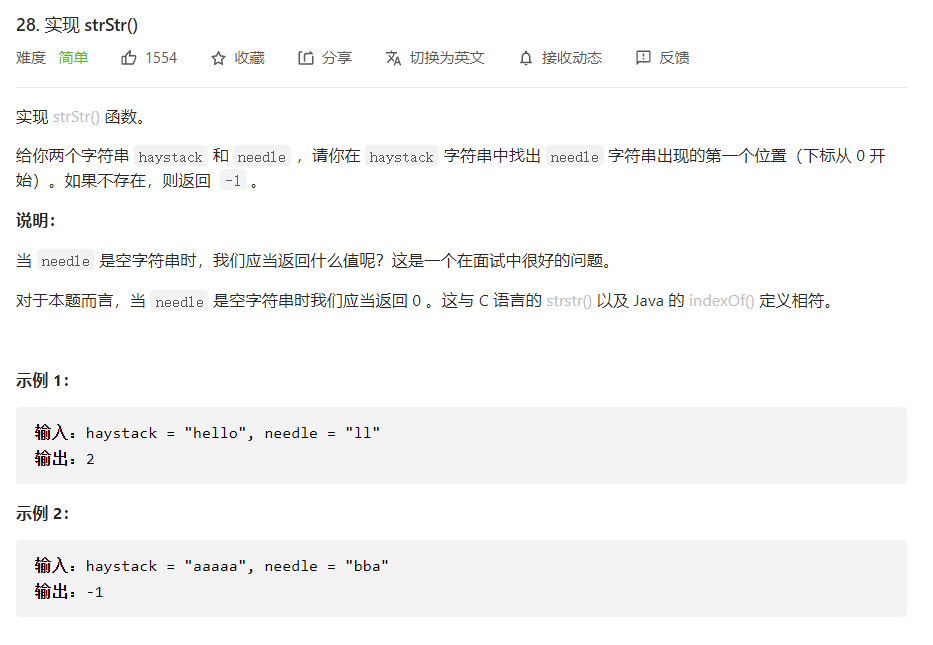 28. 实现 strStr()
难度 简单 1554 收藏 分享 切换为英文 接收动态 反馈
实现 strStr() 函数。
给你两个字符串 haystack 和 needle ，请你在 haystack 字符串中找出 needle 字符串出现的第一个位置（下标从 0 开
始）。如果不存在，则返回 -1 。
说明：
当 needle 是空字符串时，我们应当返回什么值呢？这是一个在面试中很好的问题。
对于本题而言，当 needle 是空字符串时我们应当返回 0 。这与 C 语言的 strstr() 以及 Java 的 indexOf() 定义相符。
示例 1：
输入：haystack = "hello", needle = "ll"
输出：2
示例 2：
输入：haystack = "aaaaa", needle = "bba"
输出：-1